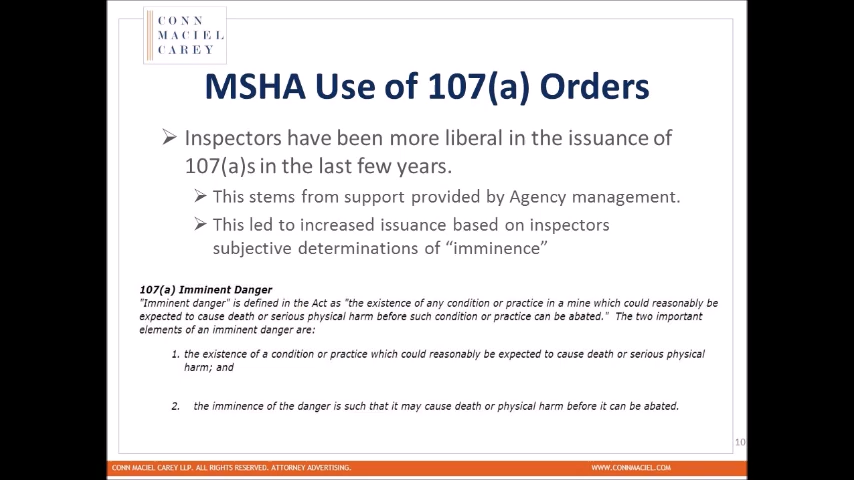 CONN
MACIEL
CAREY
MSHA Use of 107(a) Orders
Inspectors have been more liberal in the issuance of
107(a)s in the last few years.
This stems from support provided by Agency management.
This led to increased issuance based on inspectors
subjective determinations of “imminence”
107(a) Imminent Danger
"Imminent danger" is defined in the Act as "the existence of any condition or practice in a mine which could reasonably be
expected to cause death or serious physical harm before such condition or practice can be abated." The two important
elements of an imminent danger are:
1. the existence of a condition or practice which could reasonably be expected to cause death or serious physical
harm; and
2. the imminence of the danger is such that it may cause death or physical harm before it can be abated.
10
CONN MACIEL CAREY LLP. ALL RIGHTS RESERVED. ATTORNEY ADVERTISING.
WWW.CONNMACIEL.COM